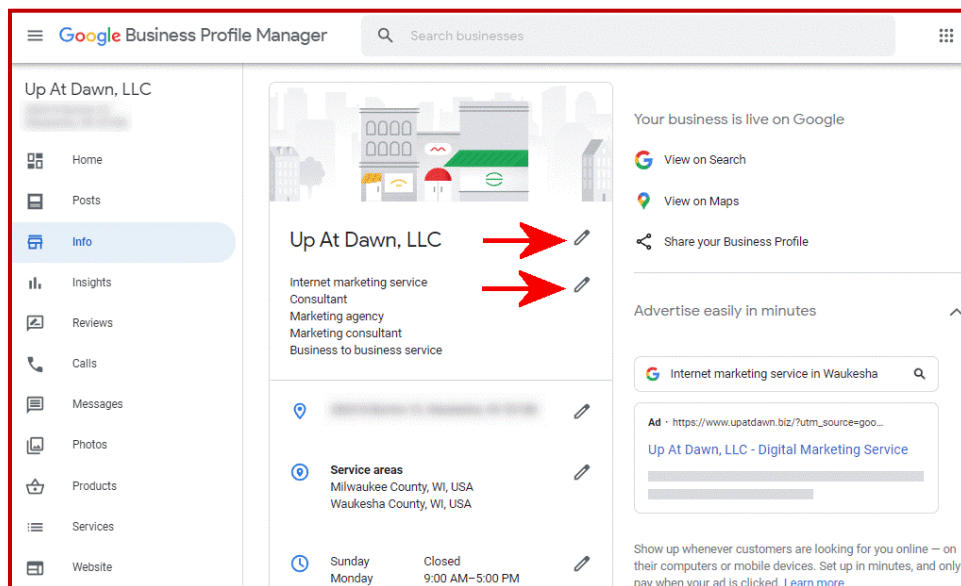 Google Business Profile Manager
Search businesses
Up At Dawn, LLC
Home
Posts
Info
Insights
Reviews
Calls
Messages
Photos
Products
Services
Website
Up At Dawn, LLC
Internet marketing service
Consultant
Marketing agency
Marketing consultant
Business to business service
Service areas
Milwaukee County, WI, USA
Waukesha County, WI, USA
Sunday Closed
Monday 9:00 AM–5:00 PM
Your business is live on Google
View on Search
View on Maps
Share your Business Profile
Advertise easily in minutes
Internet marketing service in Waukesha
Ad · https://www.upatdawn.biz/?utm_source=goo...
Up At Dawn, LLC - Digital Marketing Service
Show up whenever customers are looking for you online — on
their computers or mobile devices. Set up in minutes, and only
pay when your ad is clicked. Learn more